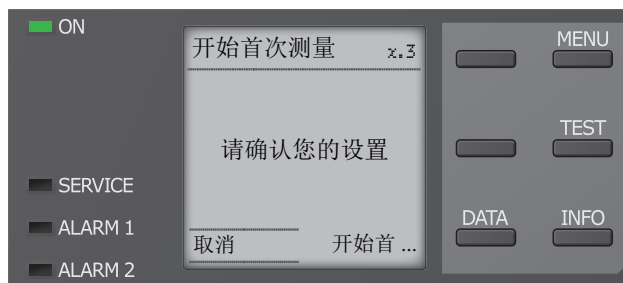 ON
开始首次测量 x.3
MENU
请确认您的设置
TEST
SERVICE
ALARM 1
DATA INFO
取消 开始首 ...
ALARM 2